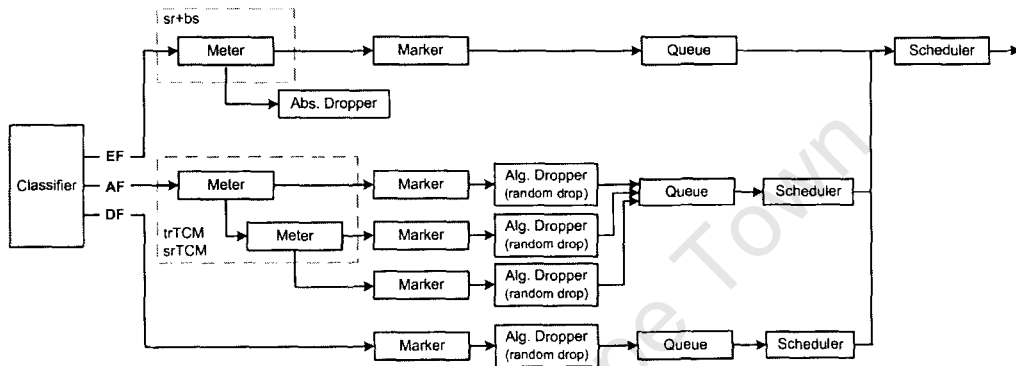 sr+bs
Meter
Marker
Queue
Scheduler
Abs. Dropper
Classifier
EF
AF
DF
Meter
Marker
Alg. Dropper
(random drop)
Queue
Scheduler
trTCM
srTCM
Meter
Marker
Alg. Dropper
(random drop)
Marker
Alg. Dropper
(random drop)
Marker
Alg. Dropper
(random drop)
Queue
Scheduler
Town